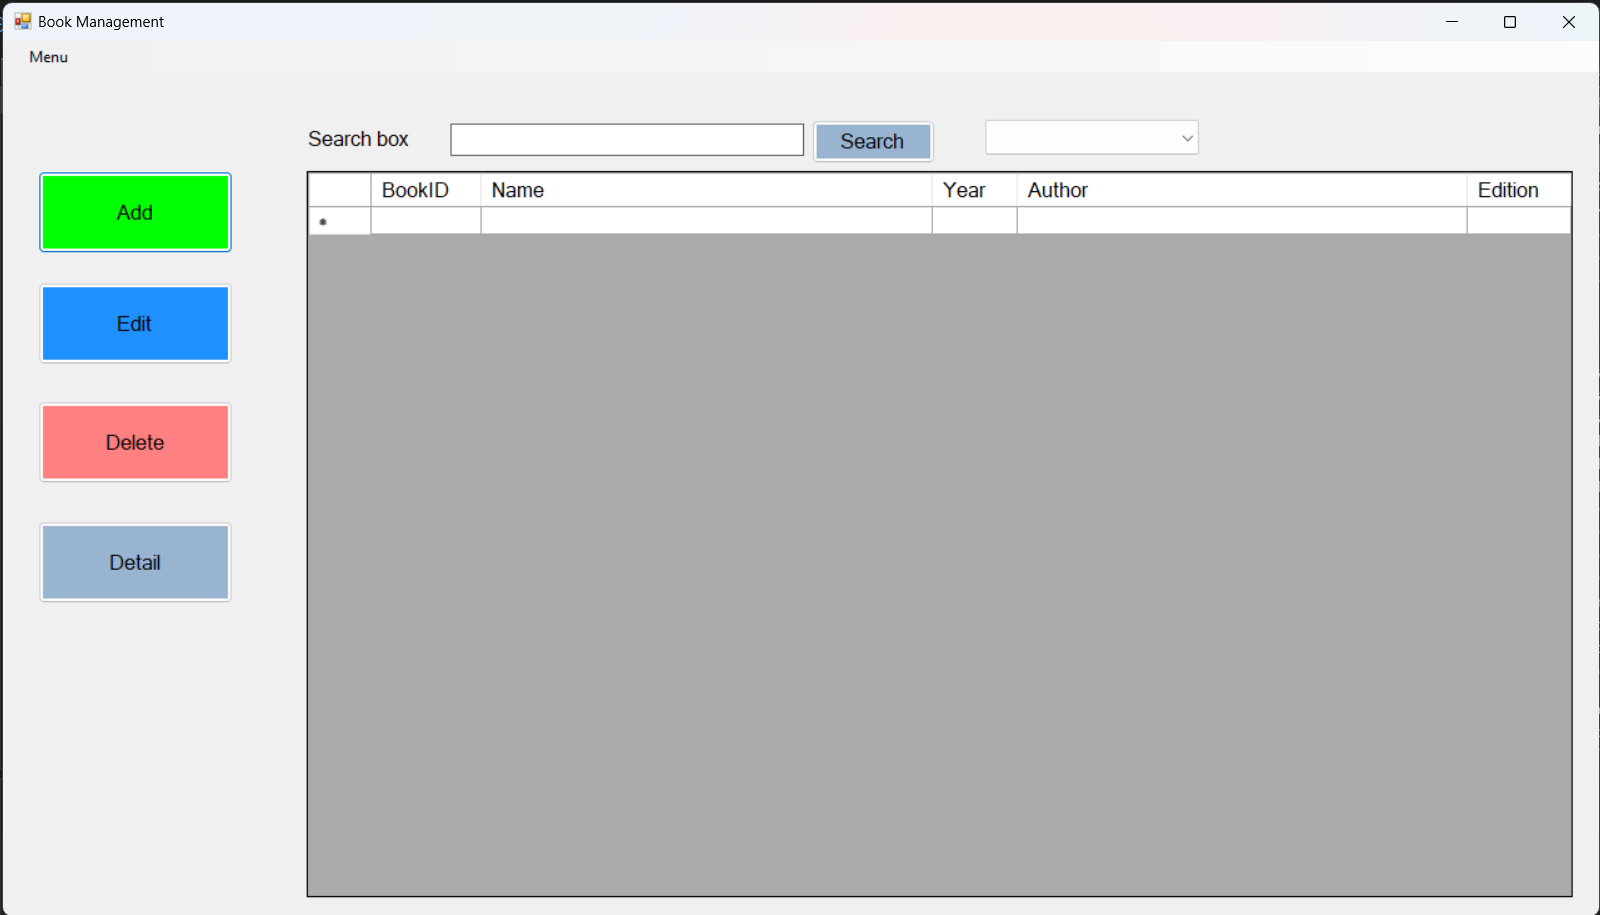 Book Management
Menu
Search box
Search
BookID Name Year Author Edition
*
Add
Edit
Delete
Detail